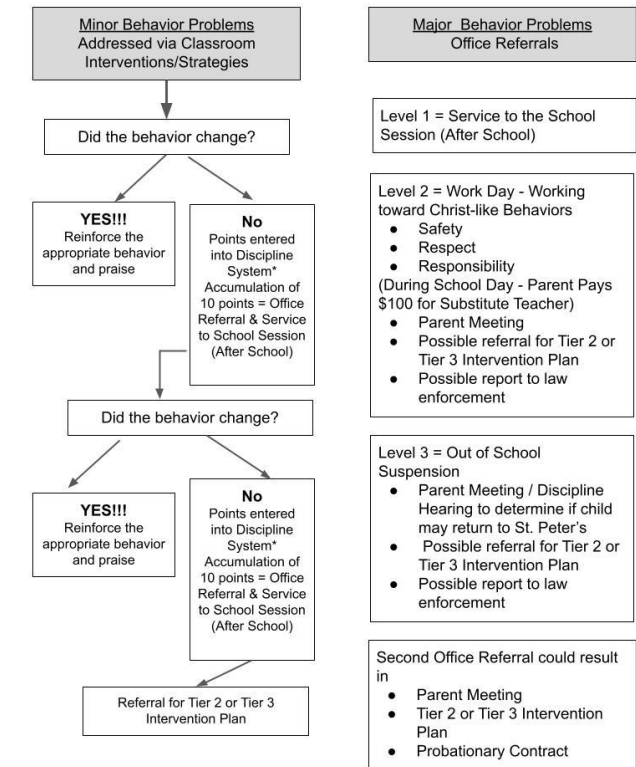 Minor Behavior Problems
Addressed via Classroom
Interventions/Strategies
Did the behavior change?
YES!!!
Reinforce the
appropriate behavior
and praise
No
Points entered
into Discipline
System*
Accumulation of
10 points = Office
Referral & Service
to School Session
(After School)
Did the behavior change?
YES!!!
Reinforce the
appropriate behavior
and praise
No
Points entered
into Discipline
System*
Accumulation of
10 points = Office
Referral & Service
to School Session
(After School)
Referral for Tier 2 or Tier 3
Intervention Plan
Major Behavior Problems
Office Referrals
Level 1 = Service to the School
Session (After School)
Level 2 = Work Day - Working
toward Christ-like Behaviors
● Safety
● Respect
● Responsibility
(During School Day - Parent Pays
$100 for Substitute Teacher)
● Parent Meeting
● Possible referral for Tier 2 or
Tier 3 Intervention Plan
● Possible report to law
enforcement
Level 3 = Out of School
Suspension
● Parent Meeting / Discipline
Hearing to determine if child
may return to St. Peter's
● Possible referral for Tier 2 or
Tier 3 Intervention Plan
● Possible report to law
enforcement
Second Office Referral could result
in
● Parent Meeting
● Tier 2 or Tier 3 Intervention
Plan
● Probationary Contract